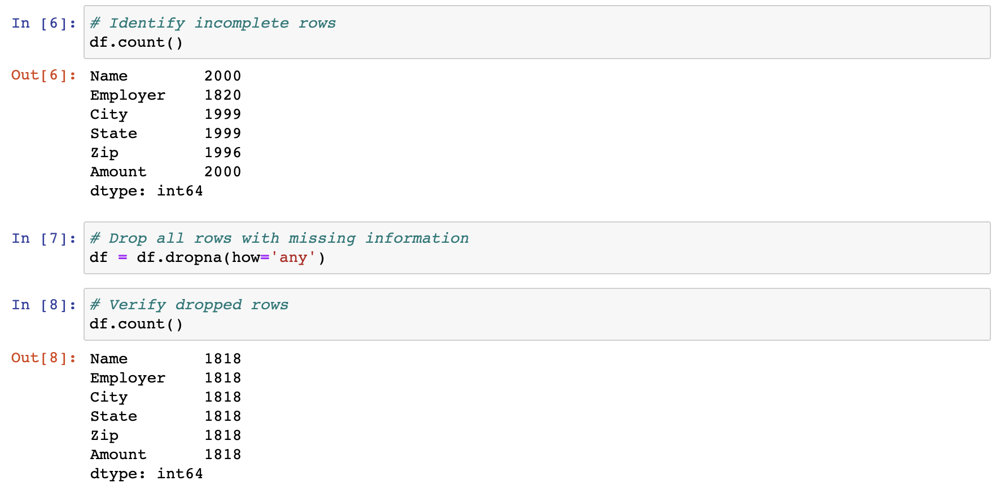 In [6]: # Identify incomplete rows
df.count()
Out[6]: Name 2000
Employer 1820
City 1999
State 1999
Zip 1996
Amount 2000
dtype: int64
In [7]: # Drop all rows with missing information
df = df.dropna(how='any')
In [8]: # Verify dropped rows
df.count()
Out[8]: Name 1818
Employer 1818
City 1818
State 1818
Zip 1818
Amount 1818
dtype: int64